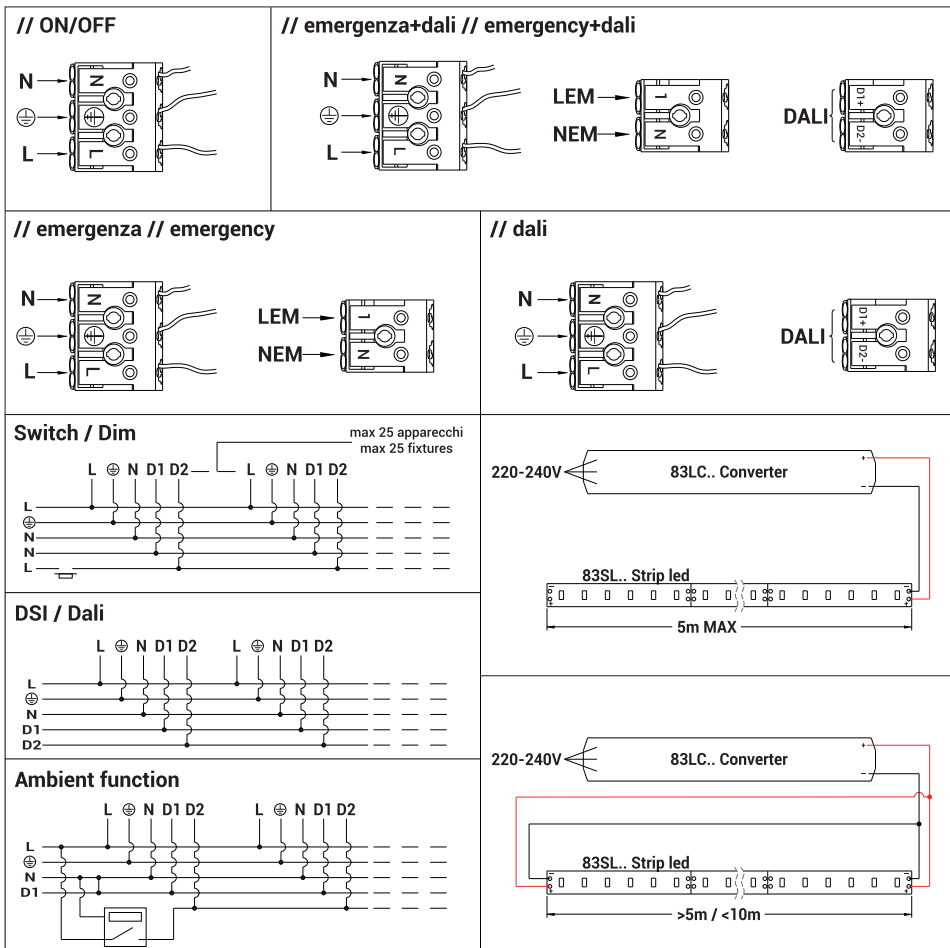 // ON/OFF
N
L
N
L
// emergenza+dali // emergency+dali
N
L
N
L
LEM
NEM
1
N
DALI
D1+
D2-
// emergenza // emergency
N
L
N
L
LEM
NEM
1
N
// dali
N
L
N
L
DALI
D1+
D2-
Switch / Dim
max 25 apparecchi
max 25 fixtures
L N D1 D2 L N D1 D2
L
N
N
L
DSI / Dali
L N D1 D2 L N D1 D2
L
N
D1
D2
Ambient function
L N D1 D2 L N D1 D2
L
N
D1
220-240V 83LC.. Converter + –
83SL.. Strip led
– –
+ +
5m MAX
220-240V 83LC.. Converter + –
83SL.. Strip led
– –
+ +
>5m / <10m